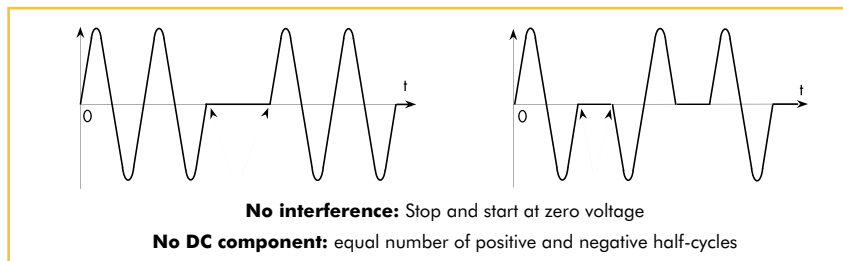 t
t
0
0
No interference: Stop and start at zero voltage
No DC component: equal number of positive and negative half-cycles